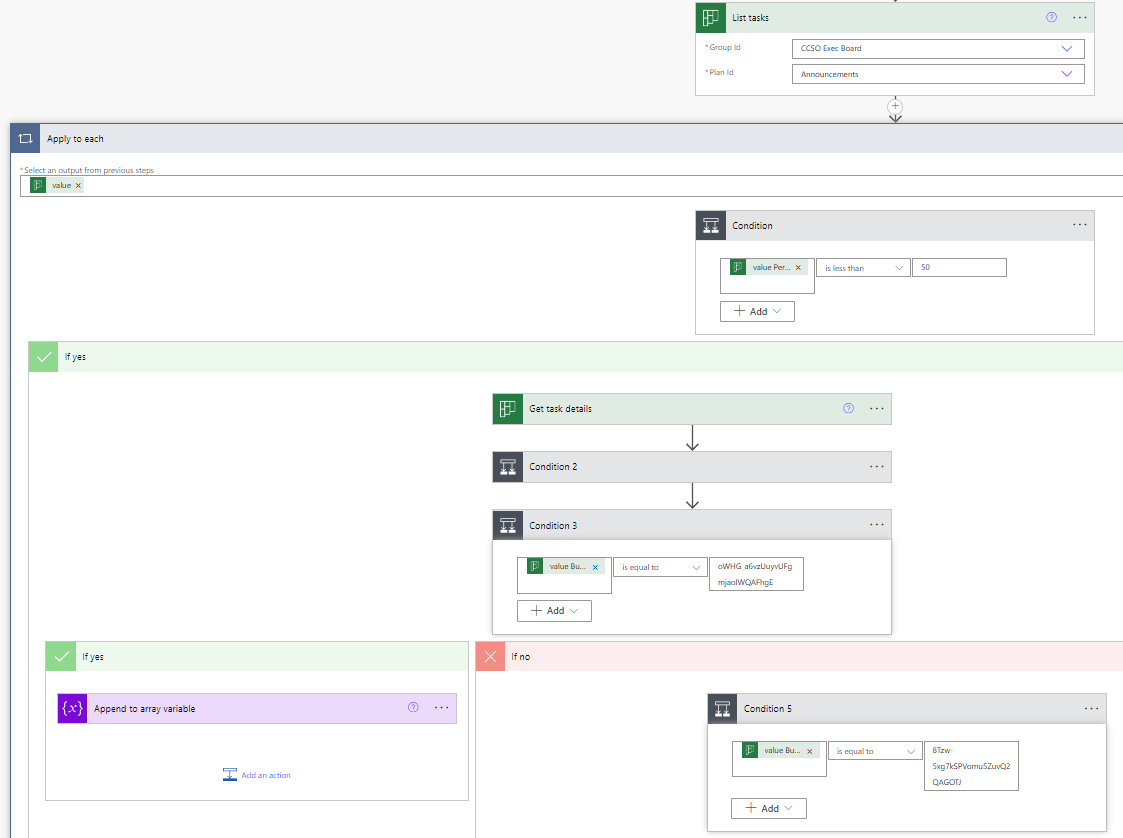 List tasks
*Group Id
CCSO Exec Board
*Plan Id
Announcements
Apply to each
*Select an output from previous steps
value
Condition
value Per...
is less than
50
Add
If yes
Get task details
Condition 2
Condition 3
value Bu...
is equal to
oWHG_a6vzUuyvUFg
mjaolWQAFhgE
Add
If yes
If no
{x} Append to array variable
Add an action
Condition 5
value Bu...
is equal to
8Tzw-
5xg7kSPVomu5ZuvQ2
QAGOTJ
Add